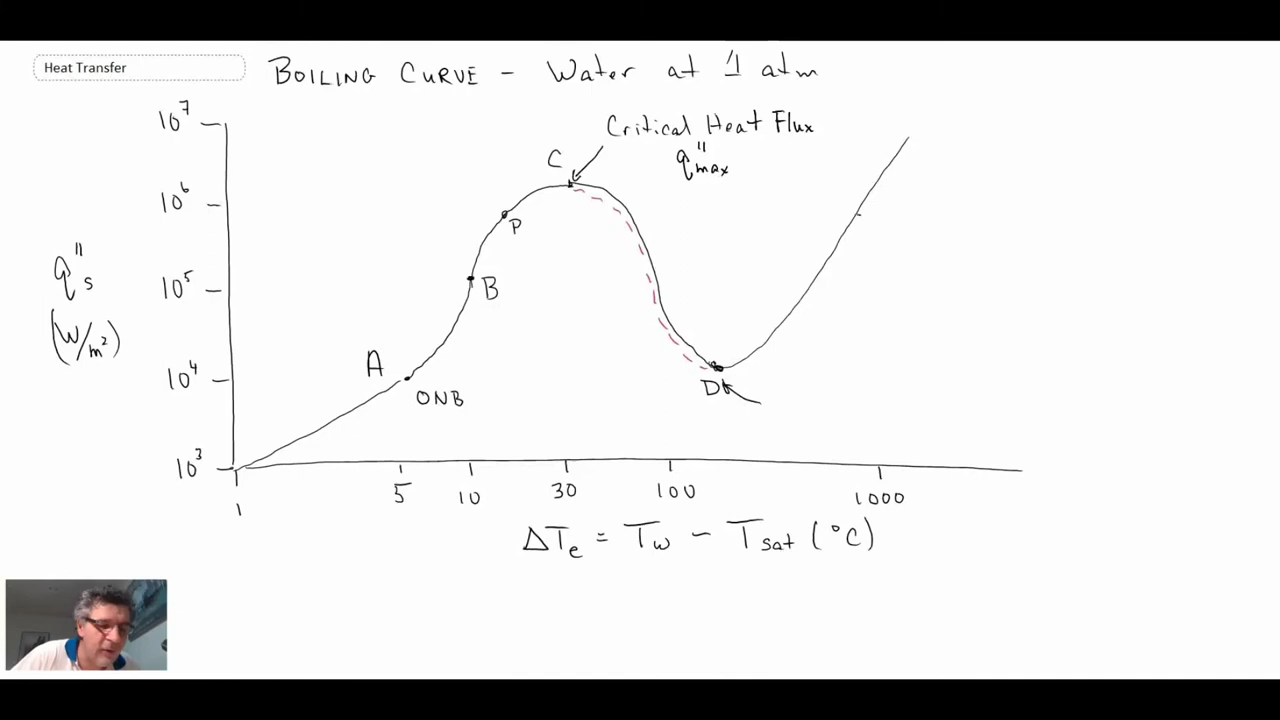 Heat Transfer
BOILING CURVE - Water at 1 atm
10^7
Critical Heat Flux
q"max
C
10^6
P
q"s
(W/m²)
10^5
B
A
10^4
ONB
D
10^3
1
5
10
30
100
1000
ΔTe = Tw - Tsat (°C)